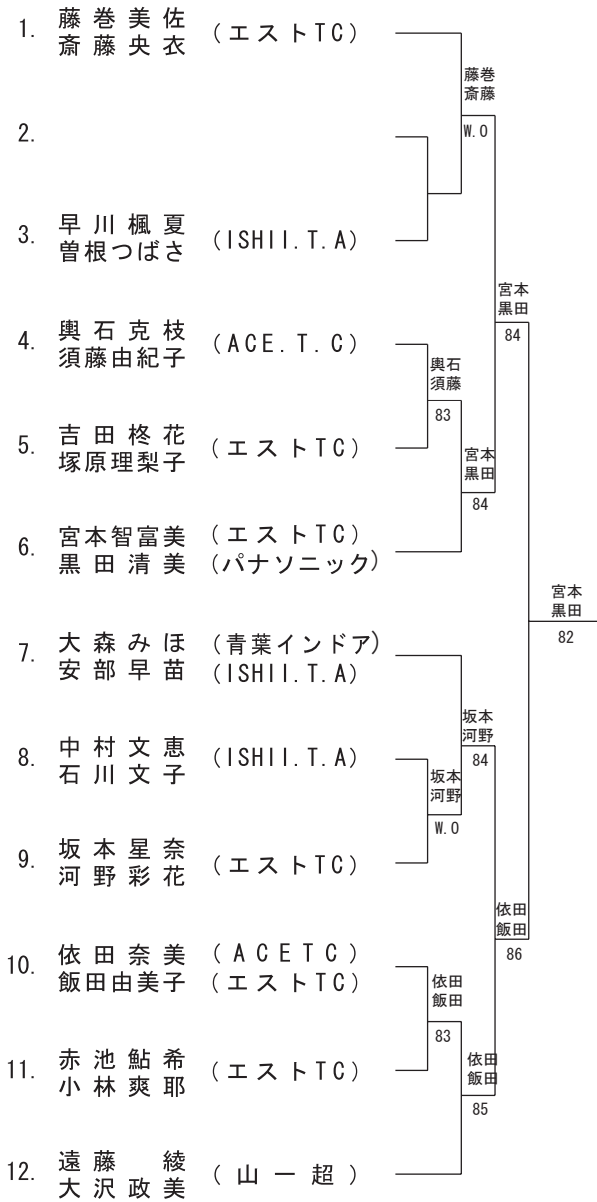 1. 藤巻美佐 (エストTC)
斎藤央衣
藤巻
斎藤
W.O
2.
3. 早川楓夏 (ISHII.T.A)
曽根つばさ
宮本
黒田
84
4. 輿石克枝 (ACE.T.C)
須藤由紀子
輿石
須藤
83
5. 吉田柊花 (エストTC)
塚原理梨子
宮本
黒田
84
6. 宮本智富美 (エストTC)
黒田清美 (パナソニック)
宮本
黒田
82
7. 大森みほ (青葉インドア)
安部早苗 (ISHII.T.A)
坂本
河野
84
8. 中村文恵 (ISHII.T.A)
石川文子
坂本
河野
W.O
9. 坂本星奈 (エストTC)
河野彩花
依田
飯田
86
10. 依田奈美 (ACETC)
飯田由美子 (エストTC)
依田
飯田
83
11. 赤池鮎希 (エストTC)
小林爽耶
依田
飯田
85
12. 遠藤 綾 (山一超)
大沢政美